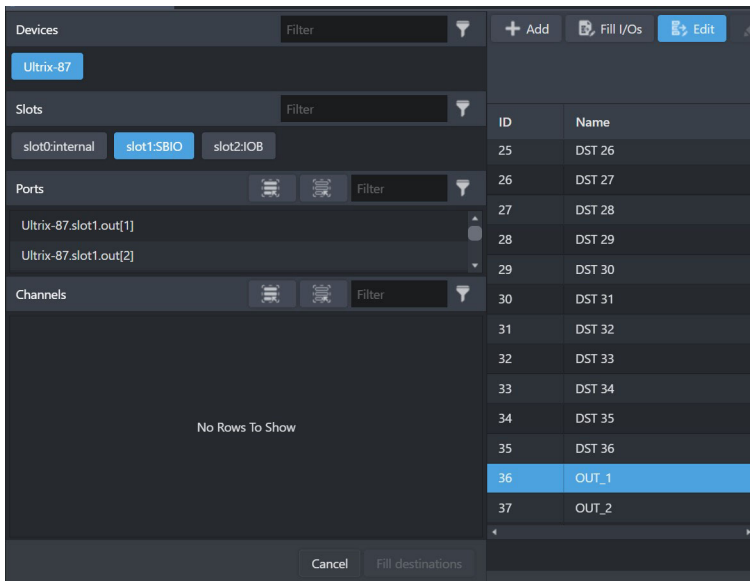 Devices
Filter
Ultrix-87
Slots
Filter
slot0:internal slot1:SBIO slot2:IOB
Ports
Filter
Ultrix-87.slot1.out[1]
Ultrix-87.slot1.out[2]
Channels
Filter
No Rows To Show
Cancel Fill destinations
Add Fill I/Os Edit
ID Name
25 DST 26
26 DST 27
27 DST 28
28 DST 29
29 DST 30
30 DST 31
31 DST 32
32 DST 33
33 DST 34
34 DST 35
35 DST 36
36 OUT_1
37 OUT_2